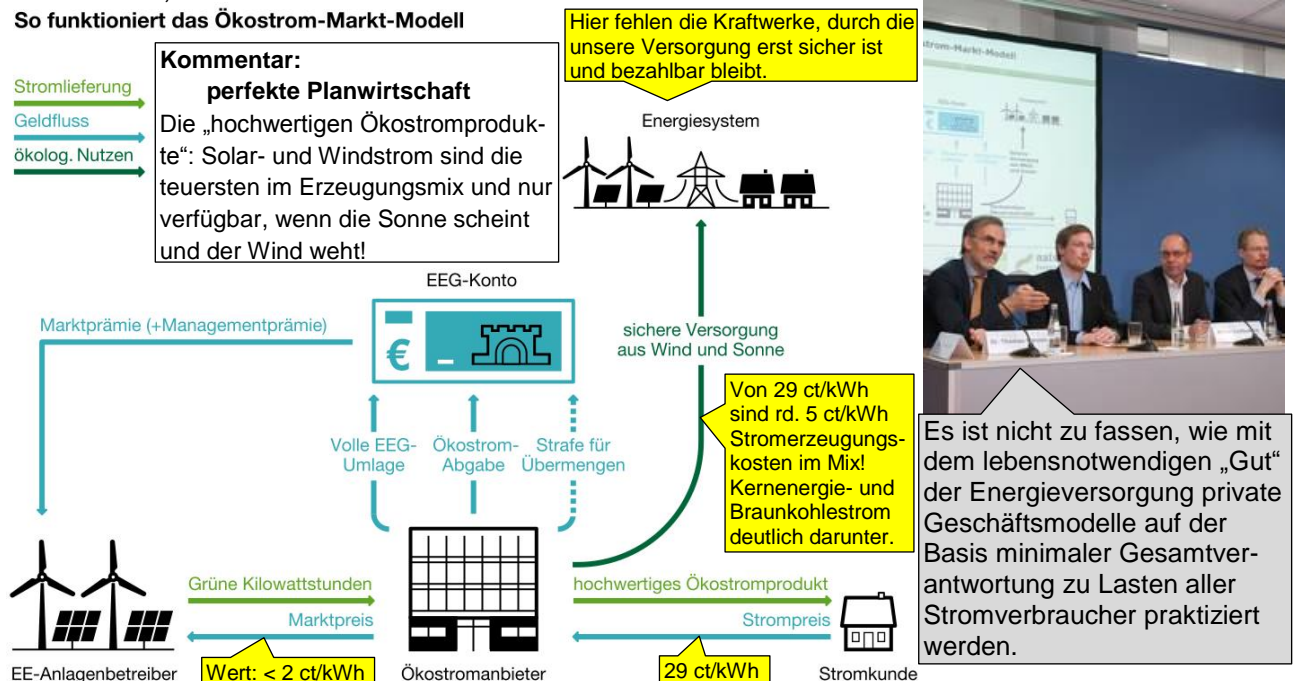 So funktioniert das Ökostrom-Markt-Modell
Stromlieferung
Geldfluss
ökolog. Nutzen
Kommentar:
perfekte Planwirtschaft
Die „hochwertigen Ökostromproduk-
te“: Solar- und Windstrom sind die
teuersten im Erzeugungsmix und nur
verfügbar, wenn die Sonne scheint
und der Wind weht!
Hier fehlen die Kraftwerke, durch die
unsere Versorgung erst sicher ist
und bezahlbar bleibt.
Energiesystem
EEG-Konto
Marktprämie (+Managementprämie)
€
sichere Versorgung
aus Wind und Sonne
Volle EEG-
Umlage
Ökostrom-
Abgabe
Strafe für
Übermengen
Von 29 ct/kWh
sind rd. 5 ct/kWh
Stromerzeugungs-
kosten im Mix!
Kernenergie- und
Braunkohlestrom
deutlich darunter.
Grüne Kilowattstunden
Marktpreis
hochwertiges Ökostromprodukt
Strompreis
EE-Anlagenbetreiber
Wert: < 2 ct/kWh
Ökostromanbieter
29 ct/kWh
Stromkunde
strom-Markt-Modell
Es ist nicht zu fassen, wie mit
dem lebensnotwendigen „Gut“
der Energieversorgung private
Geschäftsmodelle auf der
Basis minimaler Gesamtver-
antwortung zu Lasten aller
Stromverbraucher praktiziert
werden.